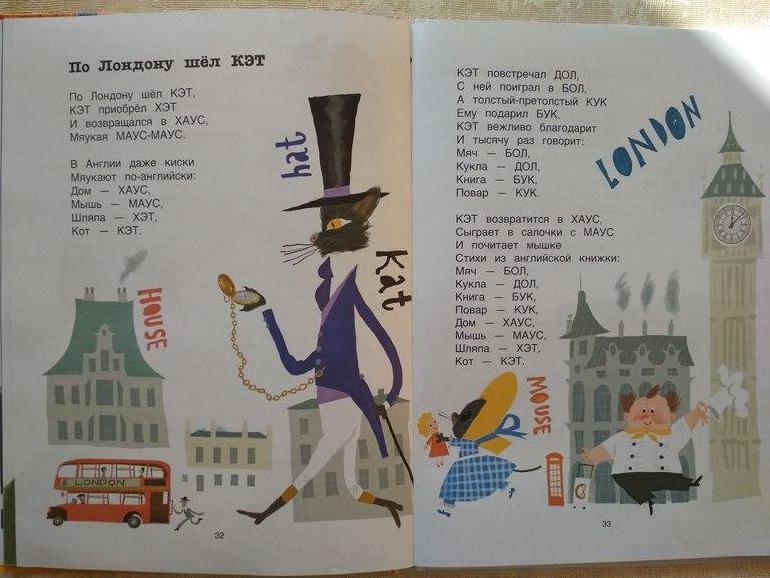 По Лондону шёл КЭТ
По Лондону шёл КЭТ,
КЭТ приобрёл ХЭТ
И возвращался в ХАУС,
Мяукая МАУС-МАУС.
В Англии даже киски
Мяукают по-английски:
Дом — ХАУС,
Мышь — МАУС,
Шляпа — ХЭТ,
Кот — КЭТ.
hat
Kat
HOUSE
LONDON
32
КЭТ повстречал ДОЛ,
С ней поиграл в БОЛ,
А толстый-претолстый КУК
Ему подарил БУК.
КЭТ вежливо благодарит
И тысячу раз говорит:
Мяч — БОЛ,
Кукла — ДОЛ,
Книга — БУК,
Повар — КУК.
КЭТ возвратится в ХАУС,
Сыграет в салочки с МАУС
И почитает мышке
Стихи из английской книжки:
Мяч — БОЛ,
Кукла — ДОЛ,
Книга — БУК,
Повар — КУК,
Дом — ХАУС,
Мышь — МАУС,
Шляпа — ХЭТ,
Кот — КЭТ.
LONDON
MOUSE
33